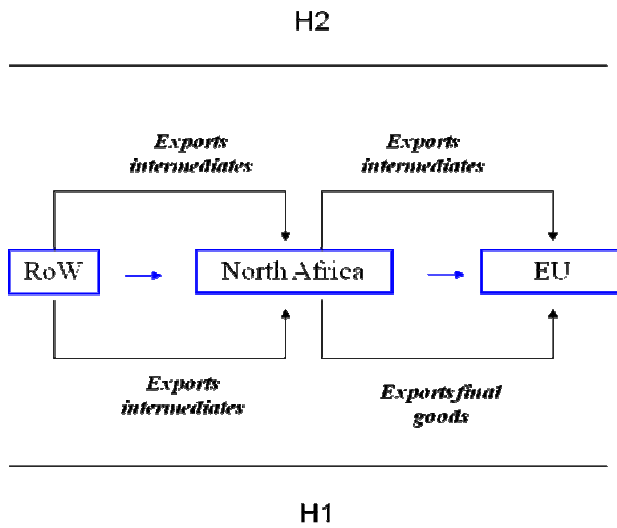 H2
Exports
intermediates
Exports
intermediates
RoW
North Africa
EU
Exports
intermediates
Exports final
goods
H1